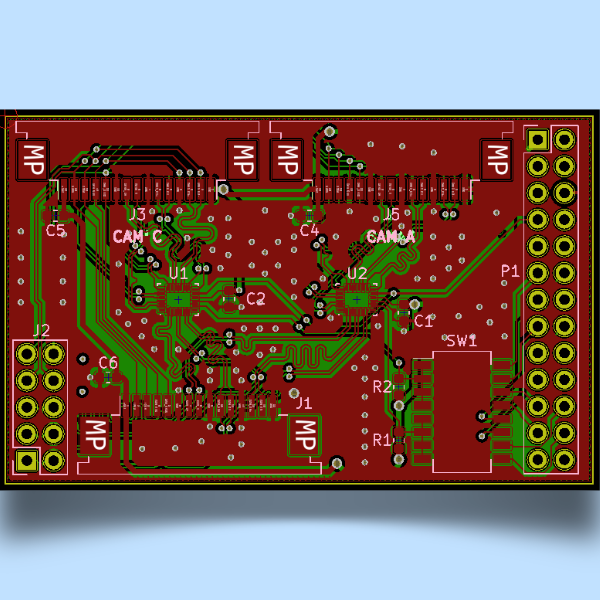 MP MP MP MP
C5 J3 C4 J5
CAM-C CAM-A
U1 U2 P1
C2
C1
J2 SW1
C6
R2
J1
MP MP
R1